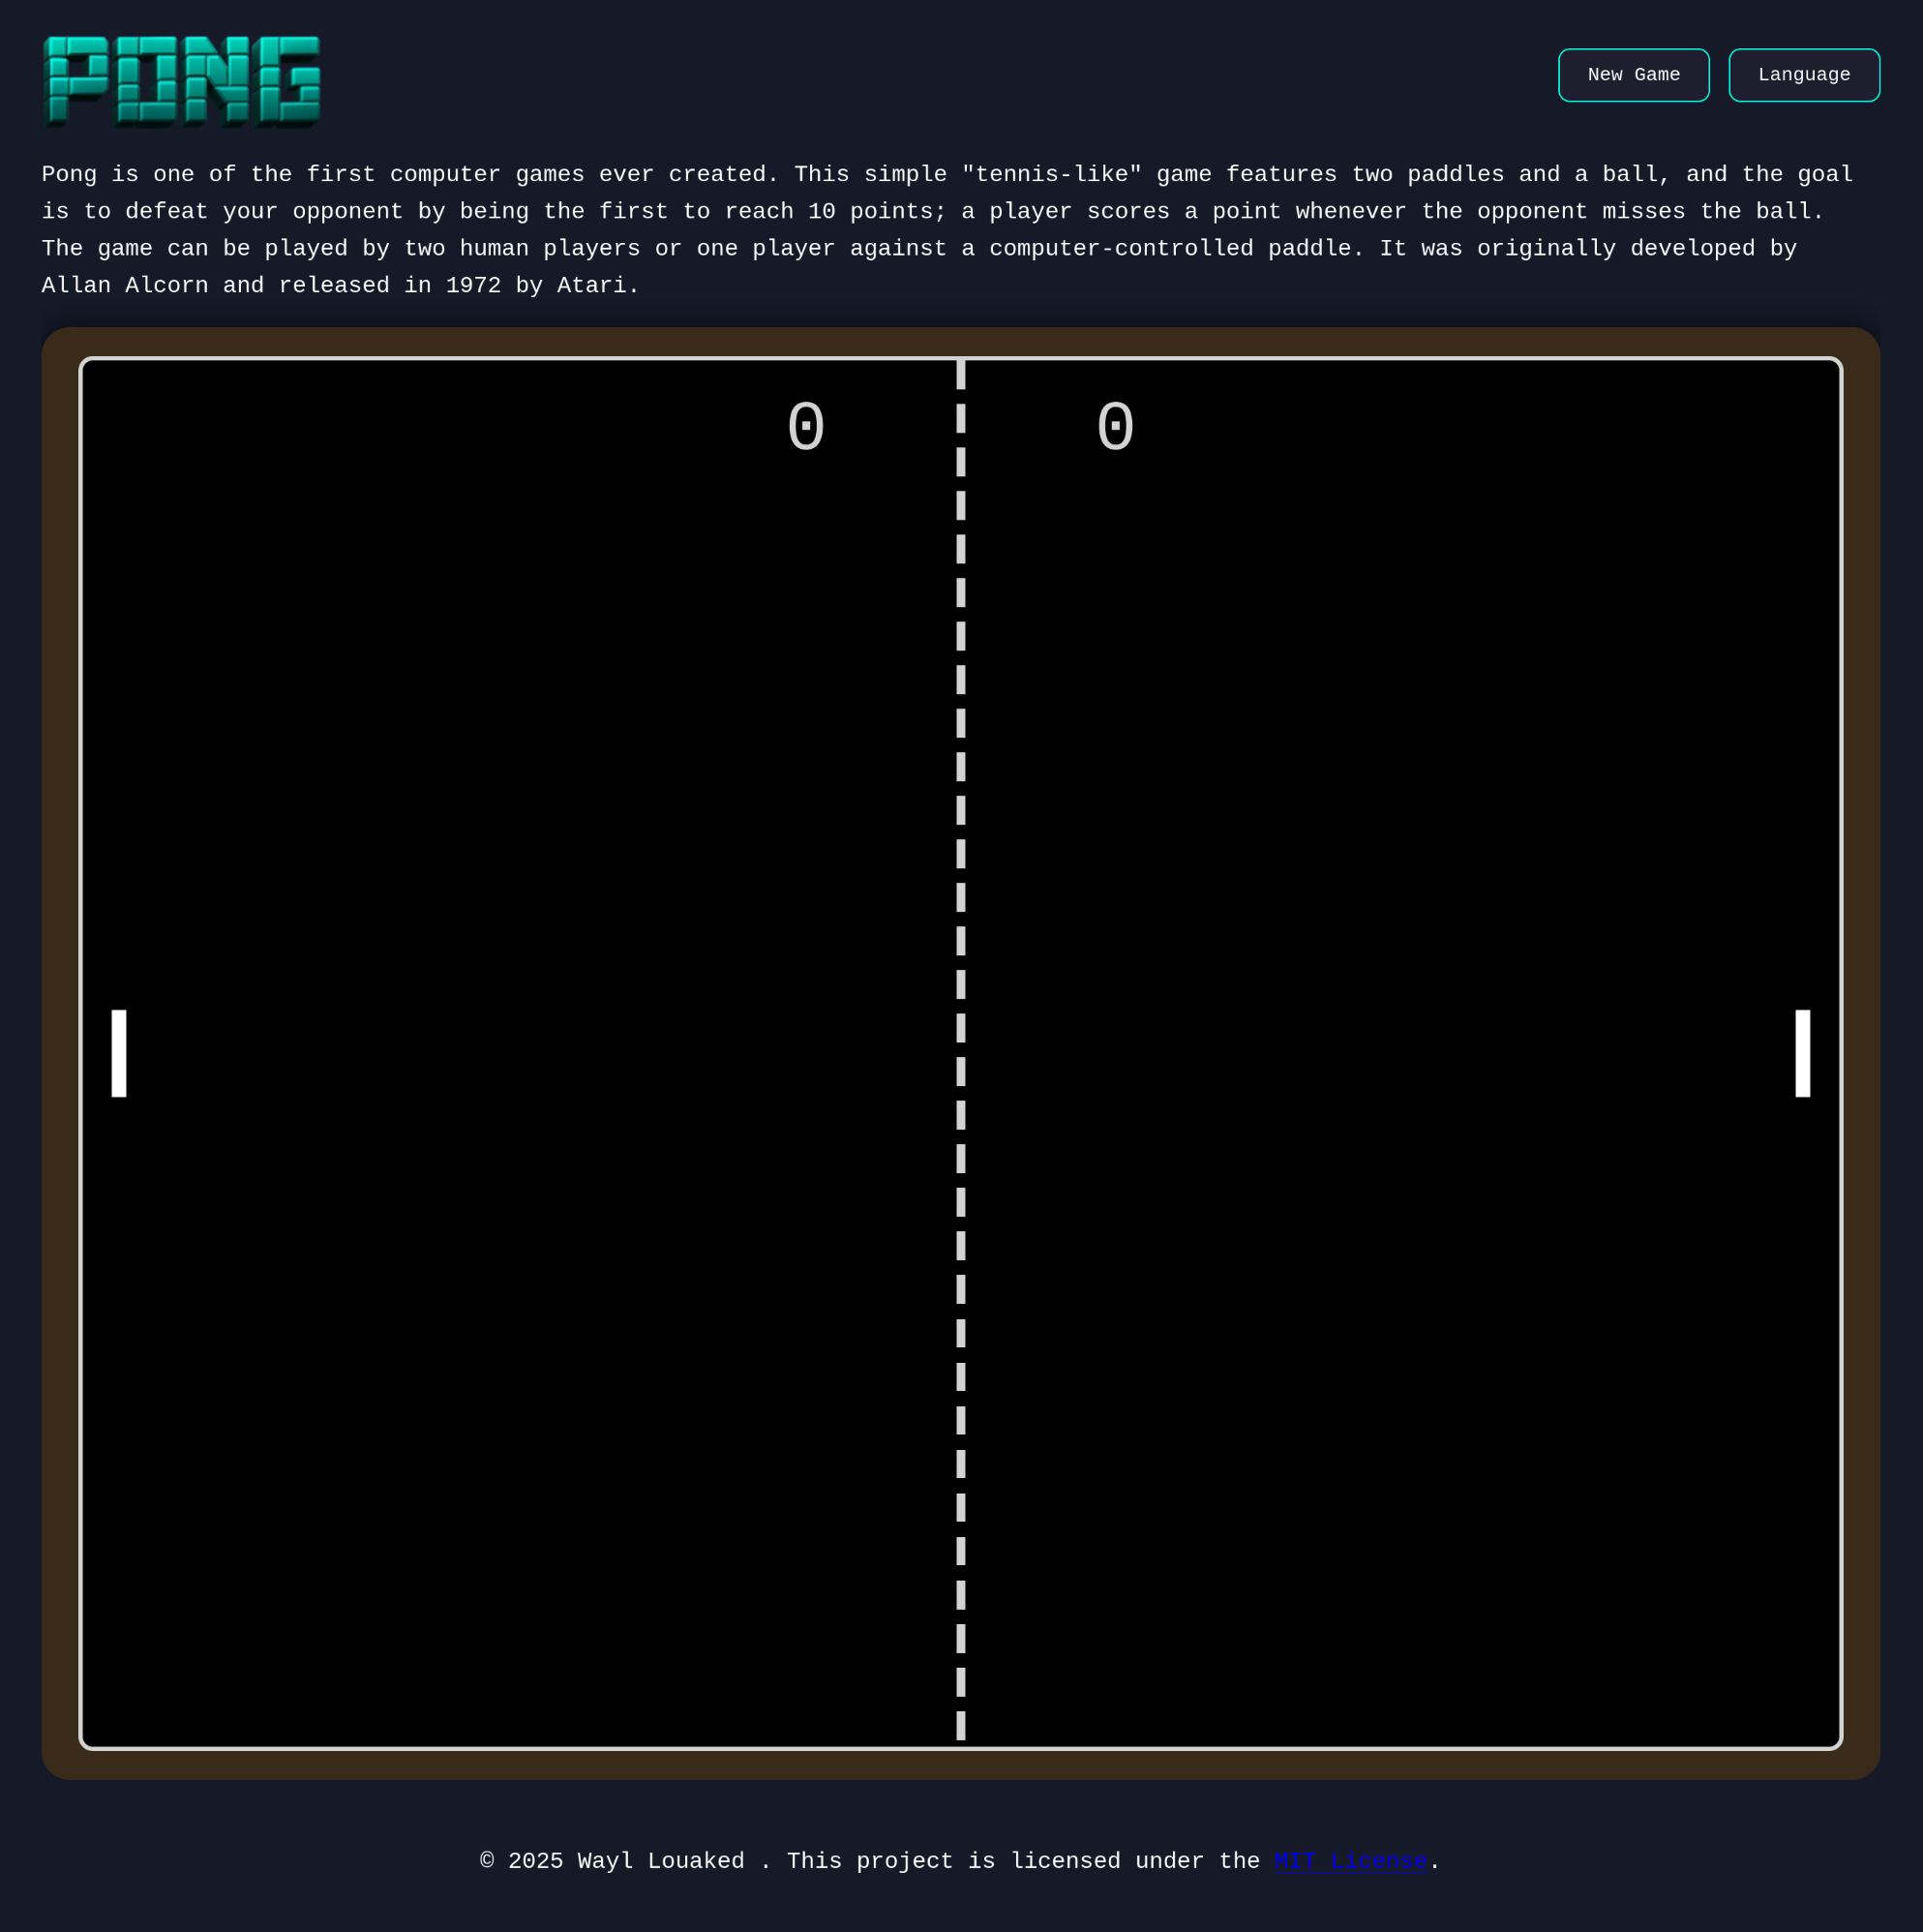 PONG
New Game
Language
Pong is one of the first computer games ever created. This simple "tennis-like" game features two paddles and a ball, and the goal
is to defeat your opponent by being the first to reach 10 points; a player scores a point whenever the opponent misses the ball.
The game can be played by two human players or one player against a computer-controlled paddle. It was originally developed by
Allan Alcorn and released in 1972 by Atari.
0
0
© 2025 Wayl Louaked . This project is licensed under the MIT License.